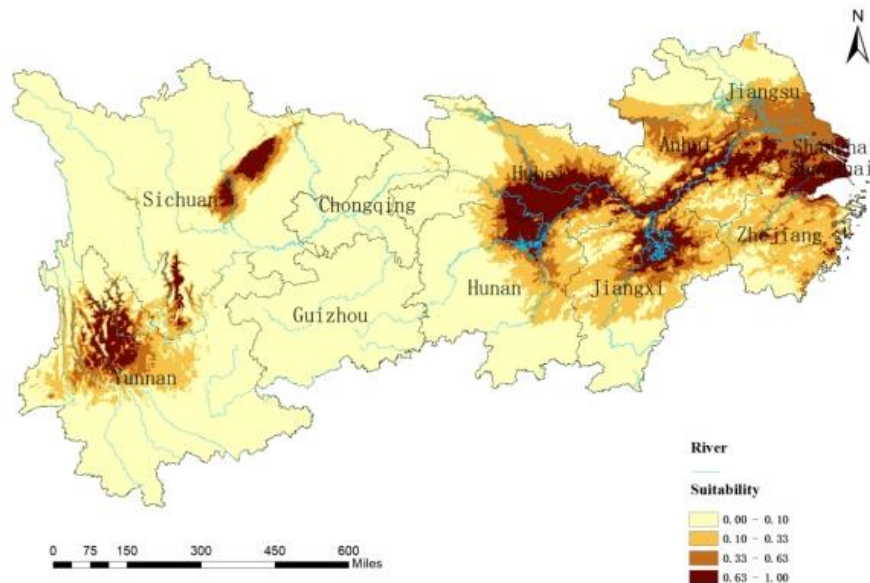 N
Jiangsu
Anhui
Shanghai
Hubei
Sichuan
Chongqing
Zhejiang
Hunan
Jiangxi
Guizhou
Yunnan
River
Suitability
0.00 - 0.10
0.10 - 0.33
0.33 - 0.63
0.63 - 1.00
0 75 150 300 450 600
Miles